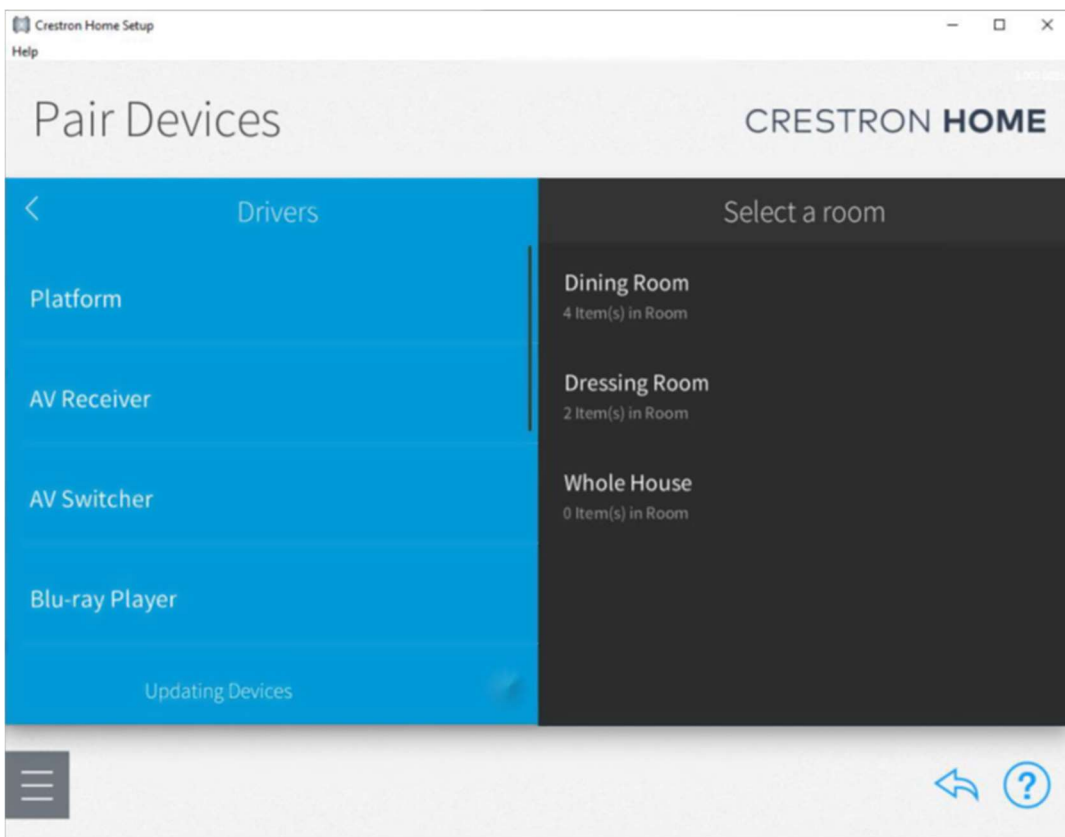 Crestron Home Setup
Help
Pair Devices
CRESTRON HOME
Drivers
Platform
AV Receiver
AV Switcher
Blu-ray Player
Updating Devices
Select a room
Dining Room
4 Item(s) in Room
Dressing Room
2 Item(s) in Room
Whole House
0 Item(s) in Room
?